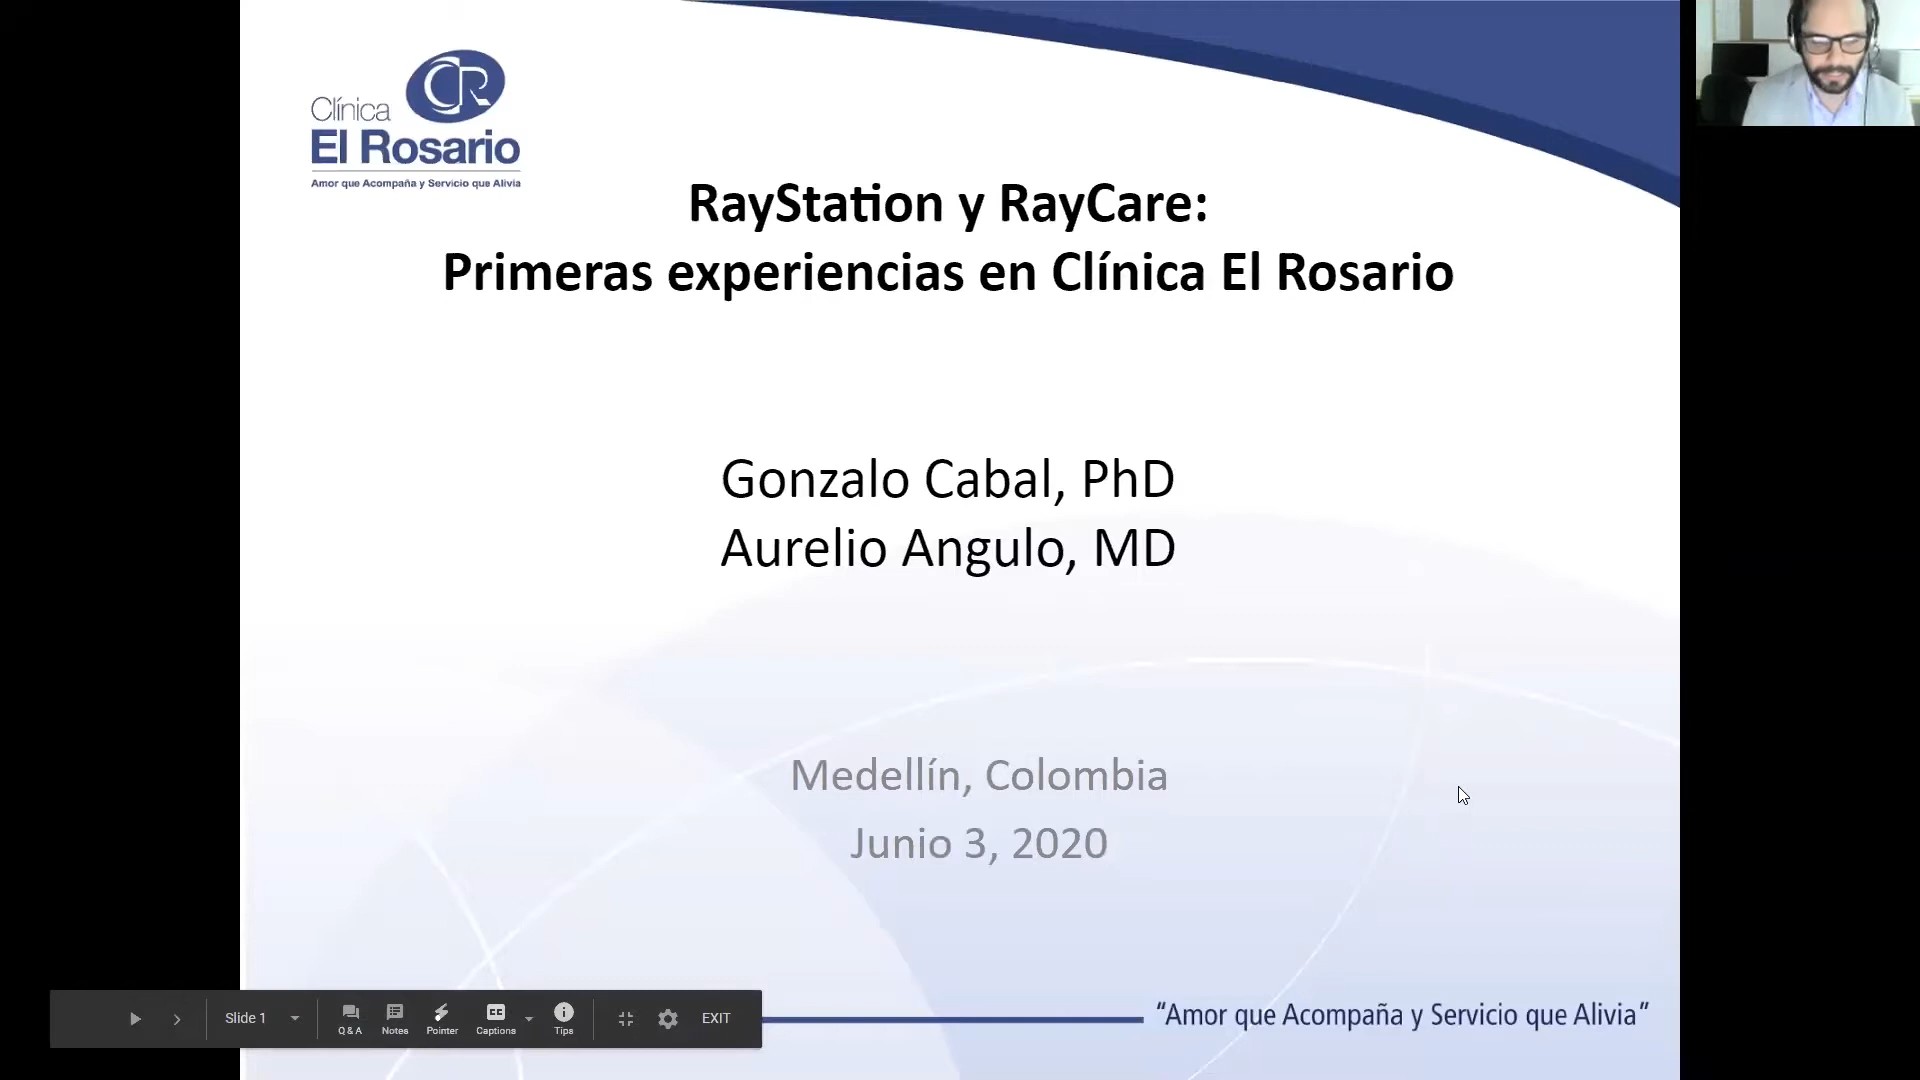 Clínica
CR
El Rosario
Amor que Acompaña y Servicio que Alivia
RayStation y RayCare:
Primeras experiencias en Clínica El Rosario
Gonzalo Cabal, PhD
Aurelio Angulo, MD
Medellín, Colombia
Junio 3, 2020
Slide 1
Q & A
Notes
Pointer
CC
Captions
Tips
EXIT
“Amor que Acompaña y Servicio que Alivia”